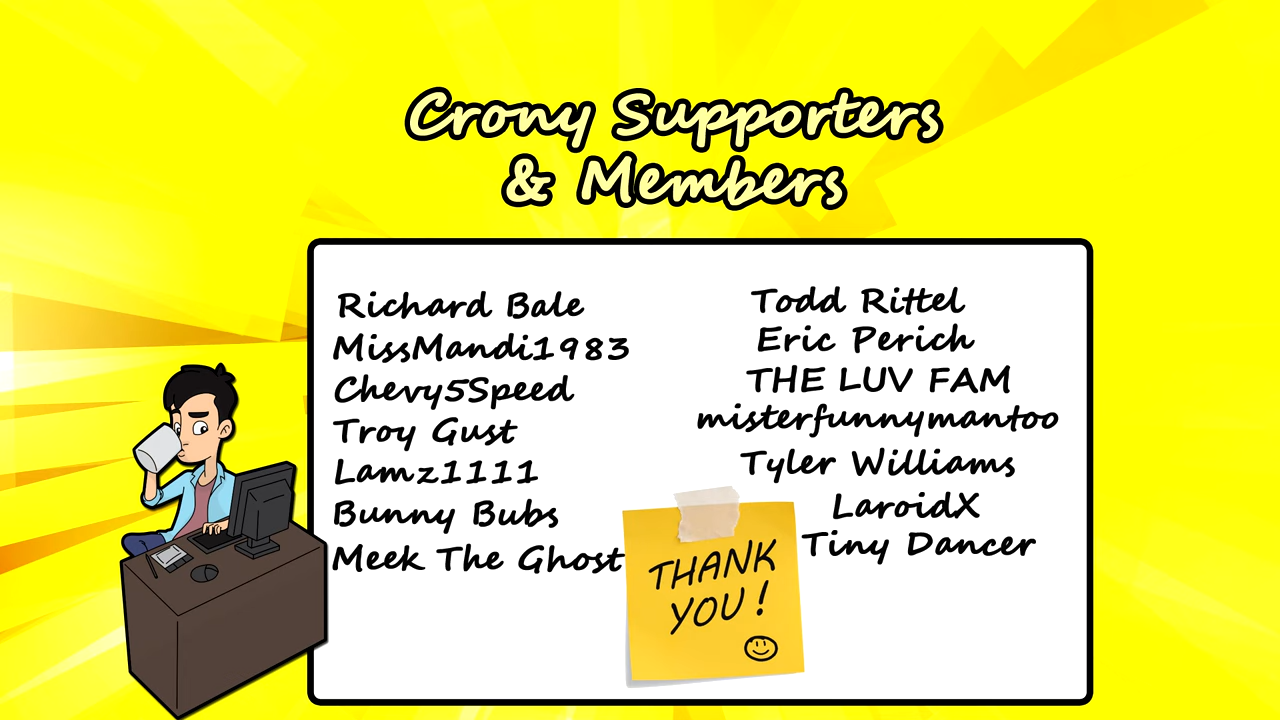 Crony Supporters
& Members
Richard Bale
MissMandi1983
Chevy5Speed
Troy Gust
Lamz1111
Bunny Bubs
Meek The Ghost
Todd Rittel
Eric Perich
THE LUV FAM
misterfunnymantoo
Tyler Williams
LaroidX
Tiny Dancer
THANK
YOU!